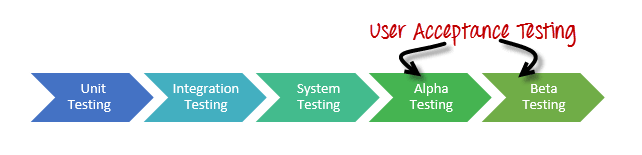 User Acceptance Testing
Unit
Testing
Integration
Testing
System
Testing
Alpha
Testing
Beta
Testing